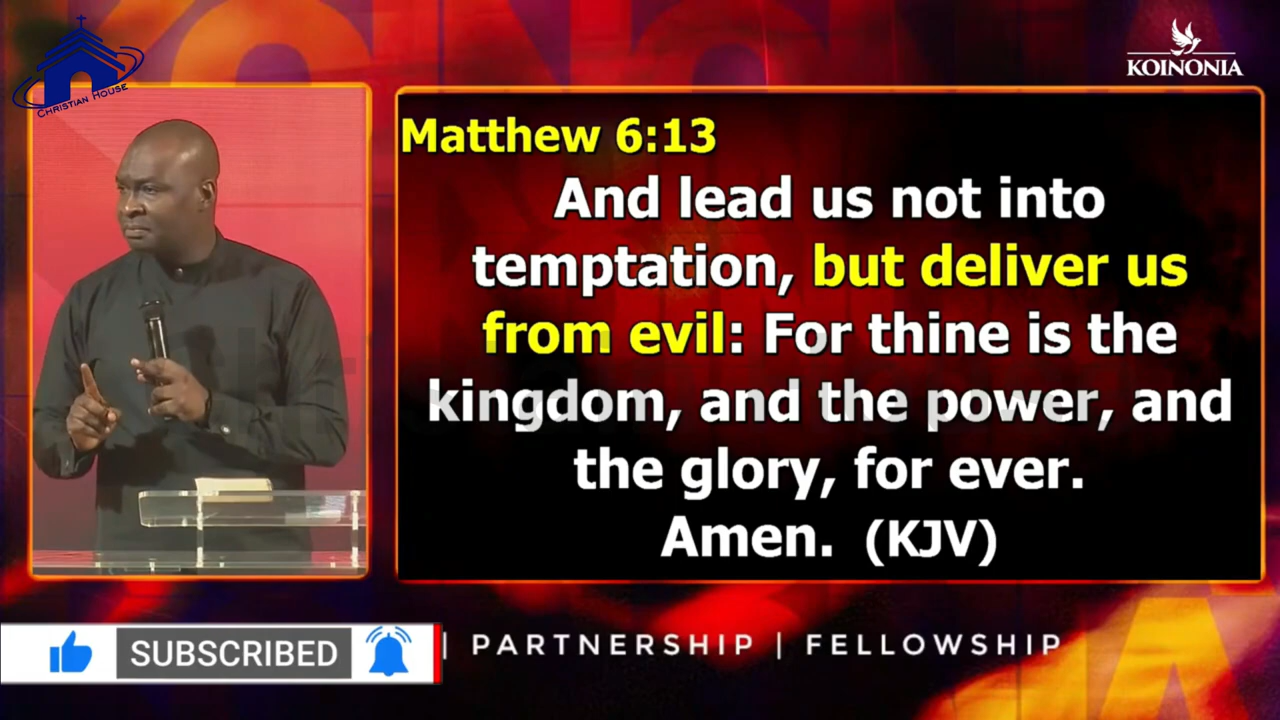 CHRISTIAN HOUSE
KOINONIA
Matthew 6:13
And lead us not into
temptation, but deliver us
from evil: For thine is the
kingdom, and the power, and
the glory, for ever.
Amen. (KJV)
SUBSCRIBED
| PARTNERSHIP | FELLOWSHIP